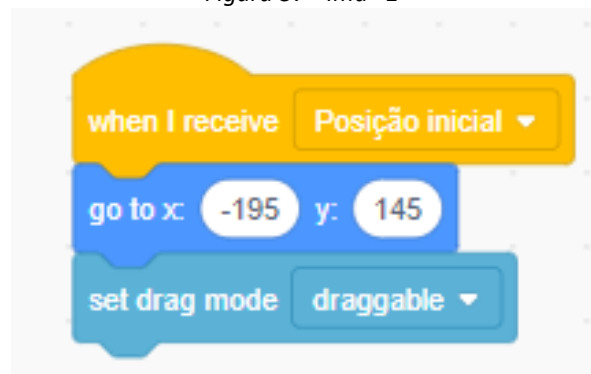 when I receive Posição inicial
go to x: -195 y: 145
set drag mode draggable